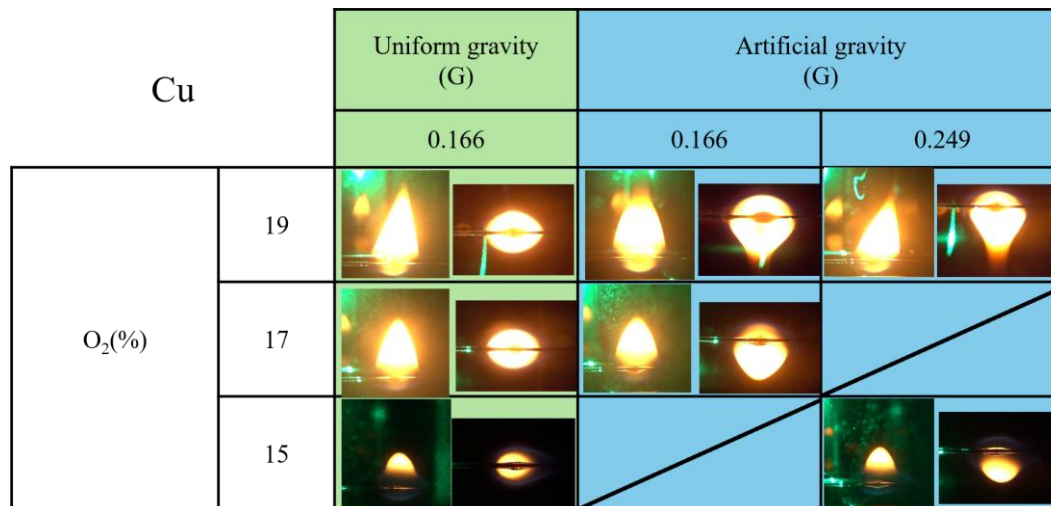 Cu
Uniform gravity
(G)
Artificial gravity
(G)
0.166
0.166
0.249
O₂(%)
19
17
15